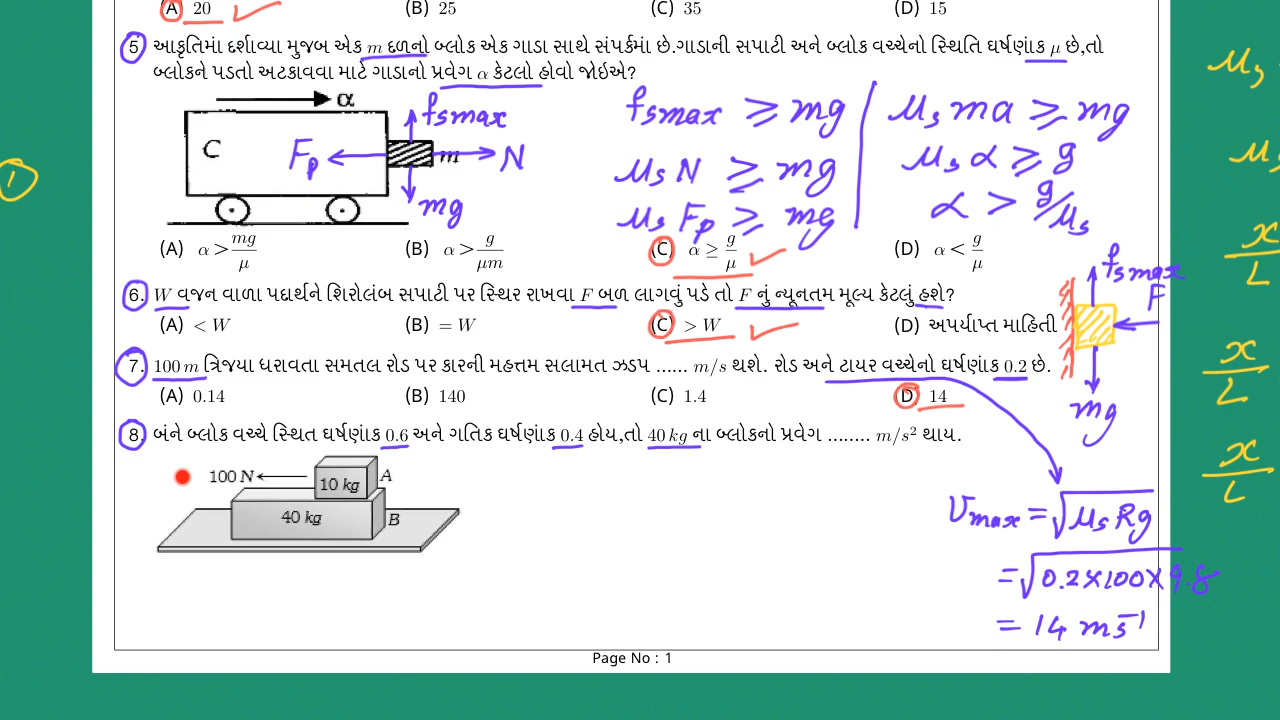 (A) 20 (B) 25 (C) 35 (D) 15
5. આકૃતિમાં દર્શાવ્યા મુજબ એક m દળનો બ્લોક એક ગાડા સાથે સંપર્કમાં છે.ગાડાની સપાટી અને બ્લોક વચ્ચેનો સ્થિતિ ઘર્ષણાંક μ છે,તો
બ્લોકને પડતો અટકાવવા માટે ગાડાનો પ્રવેગ α કેટલો હોવો જોઇએ?
α
C
m
fsmax
Fp
N
mg
fsmax ≥ mg
μs N ≥ mg
μs Fp ≥ mg
μs ma ≥ mg
μs α ≥ g
α > g/μs
(A) α > mg/μ (B) α > g/μm (C) α ≥ g/μ (D) α < g/μ
6. W વજન વાળા પદાર્થને શિરોલંબ સપાટી પર સ્થિર રાખવા F બળ લાગવું પડે તો F નું ન્યૂનતમ મૂલ્ય કેટલું હશે?
(A) < W (B) = W (C) > W (D) અપર્યાપ્ત માહિતી
fsmax
F
mg
7. 100 m ત્રિજયા ધરાવતા સમતલ રોડ પર કારની મહત્તમ સલામત ઝડપ ...... m/s થશે. રોડ અને ટાયર વચ્ચેનો ઘર્ષણાંક 0.2 છે.
(A) 0.14 (B) 140 (C) 1.4 (D) 14
8. બંને બ્લોક વચ્ચે સ્થિત ઘર્ષણાંક 0.6 અને ગતિક ઘર્ષણાંક 0.4 હોય,તો 40 kg ના બ્લોકનો પ્રવેગ ........ m/s² થાય.
100 N
10 kg
A
40 kg
B
Vmax = √μs Rg
= √0.2×100×9.8
= 14 ms⁻¹
Page No : 1
1
μs
μs
x/L
x/L
x/L